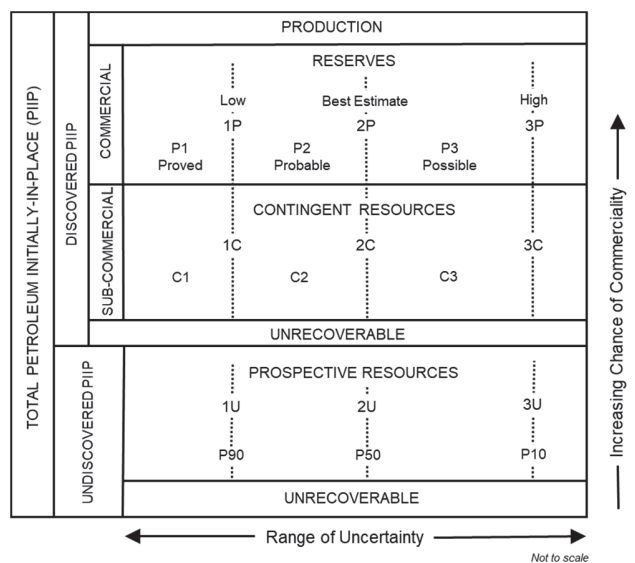 PRODUCTION
TOTAL PETROLEUM INITIALLY-IN-PLACE (PIIP)
DISCOVERED PIIP
COMMERCIAL
RESERVES
Low Best Estimate High
1P 2P 3P
P1 P2 P3
Proved Probable Possible
SUB-COMMERCIAL
CONTINGENT RESOURCES
1C 2C 3C
C1 C2 C3
UNRECOVERABLE
UNDISCOVERED PIIP
PROSPECTIVE RESOURCES
1U 2U 3U
P90 P50 P10
UNRECOVERABLE
Increasing Chance of Commerciality
Range of Uncertainty
Not to scale